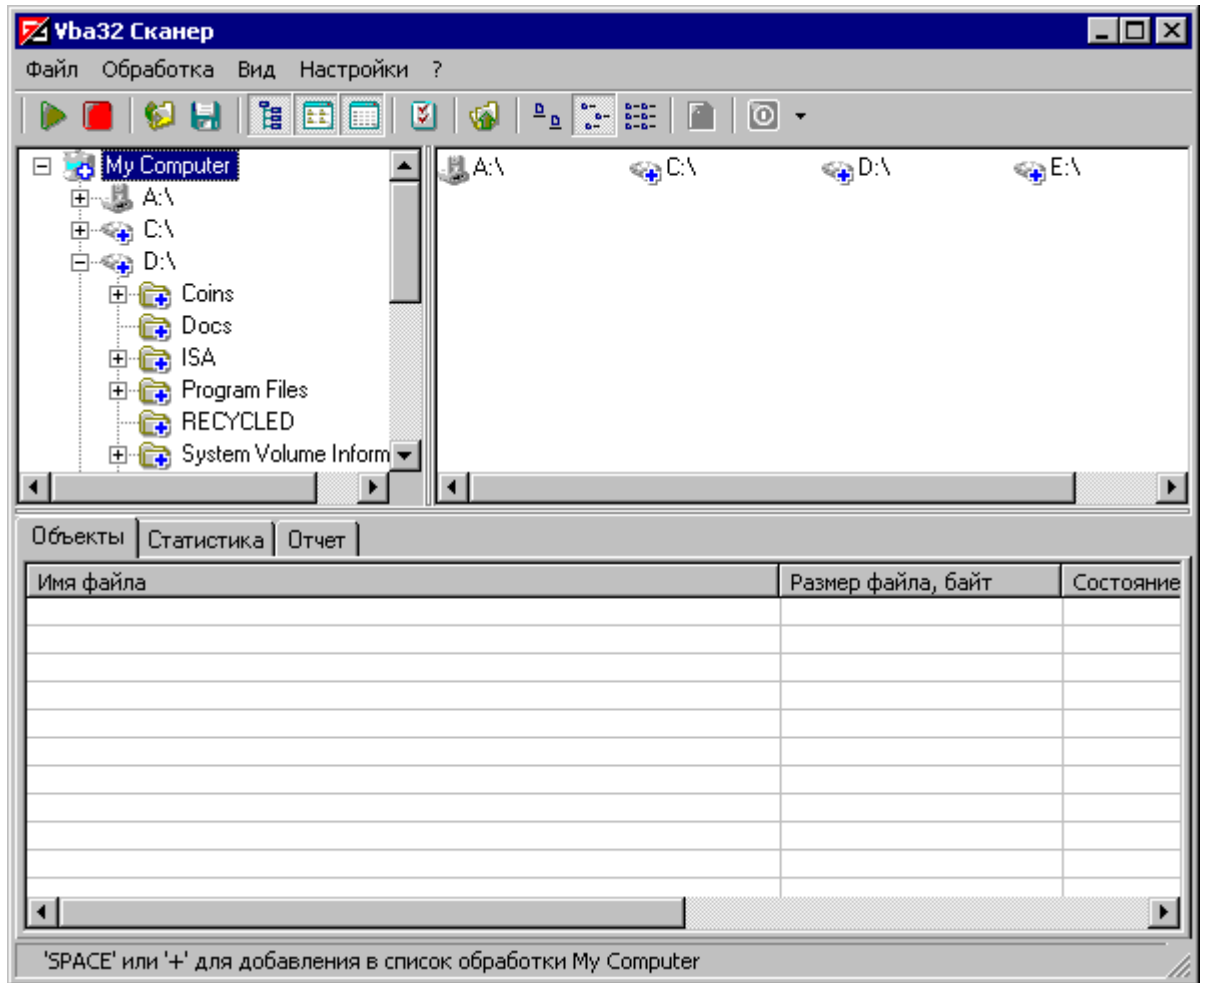 Vba32 Сканер
Файл Обработка Вид Настройки ?
My Computer
A:\
C:\
D:\
Coins
Docs
ISA
Program Files
RECYCLED
System Volume Inform
A:\ C:\ D:\ E:\
Объекты Статистика Отчет
Имя файла Размер файла, байт Состояние
'SPACE' или '+' для добавления в список обработки My Computer